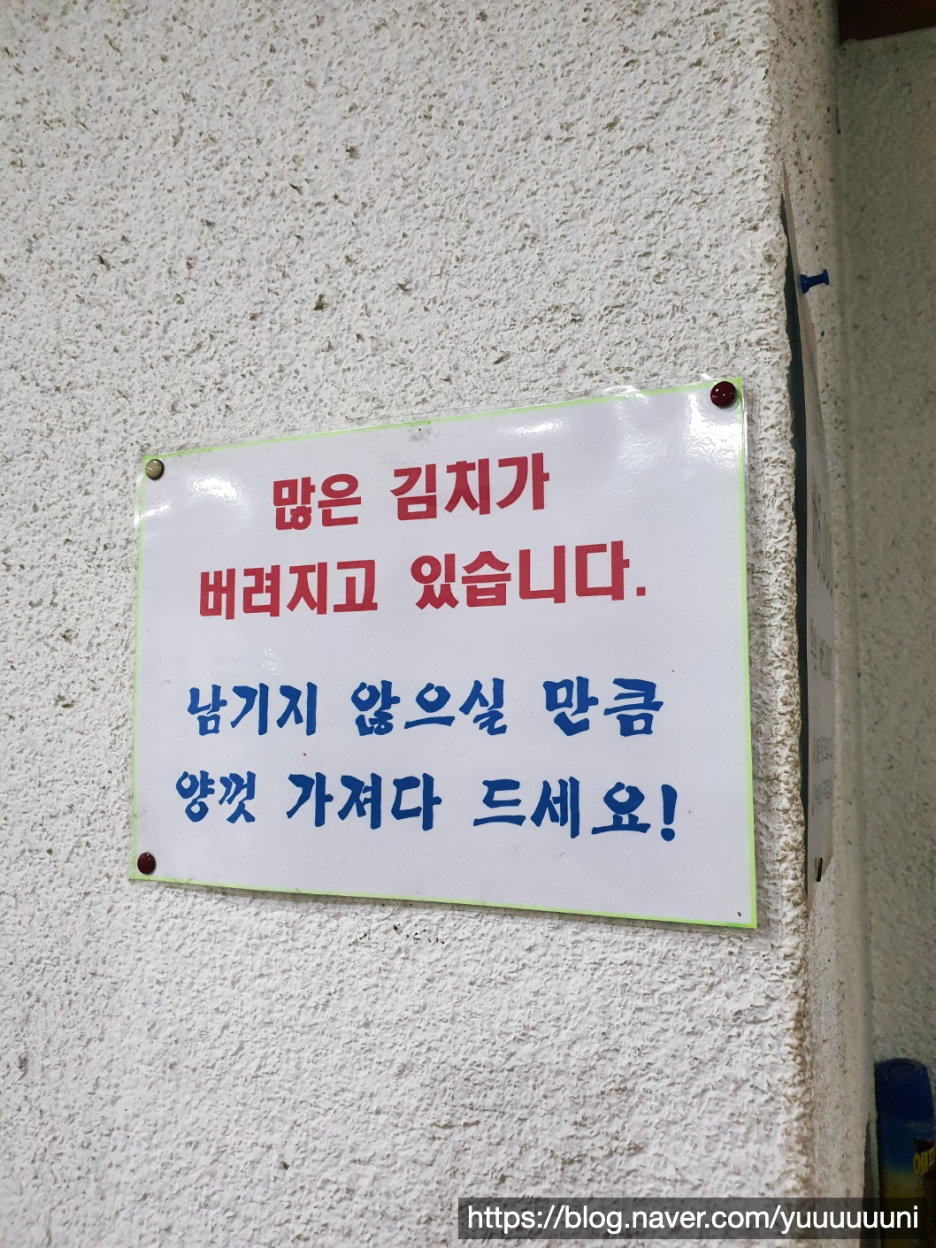 많은 김치가
버려지고 있습니다.
남기지 않으실 만큼
양껏 가져다 드세요!
https://blog.naver.com/yuuuuuuni